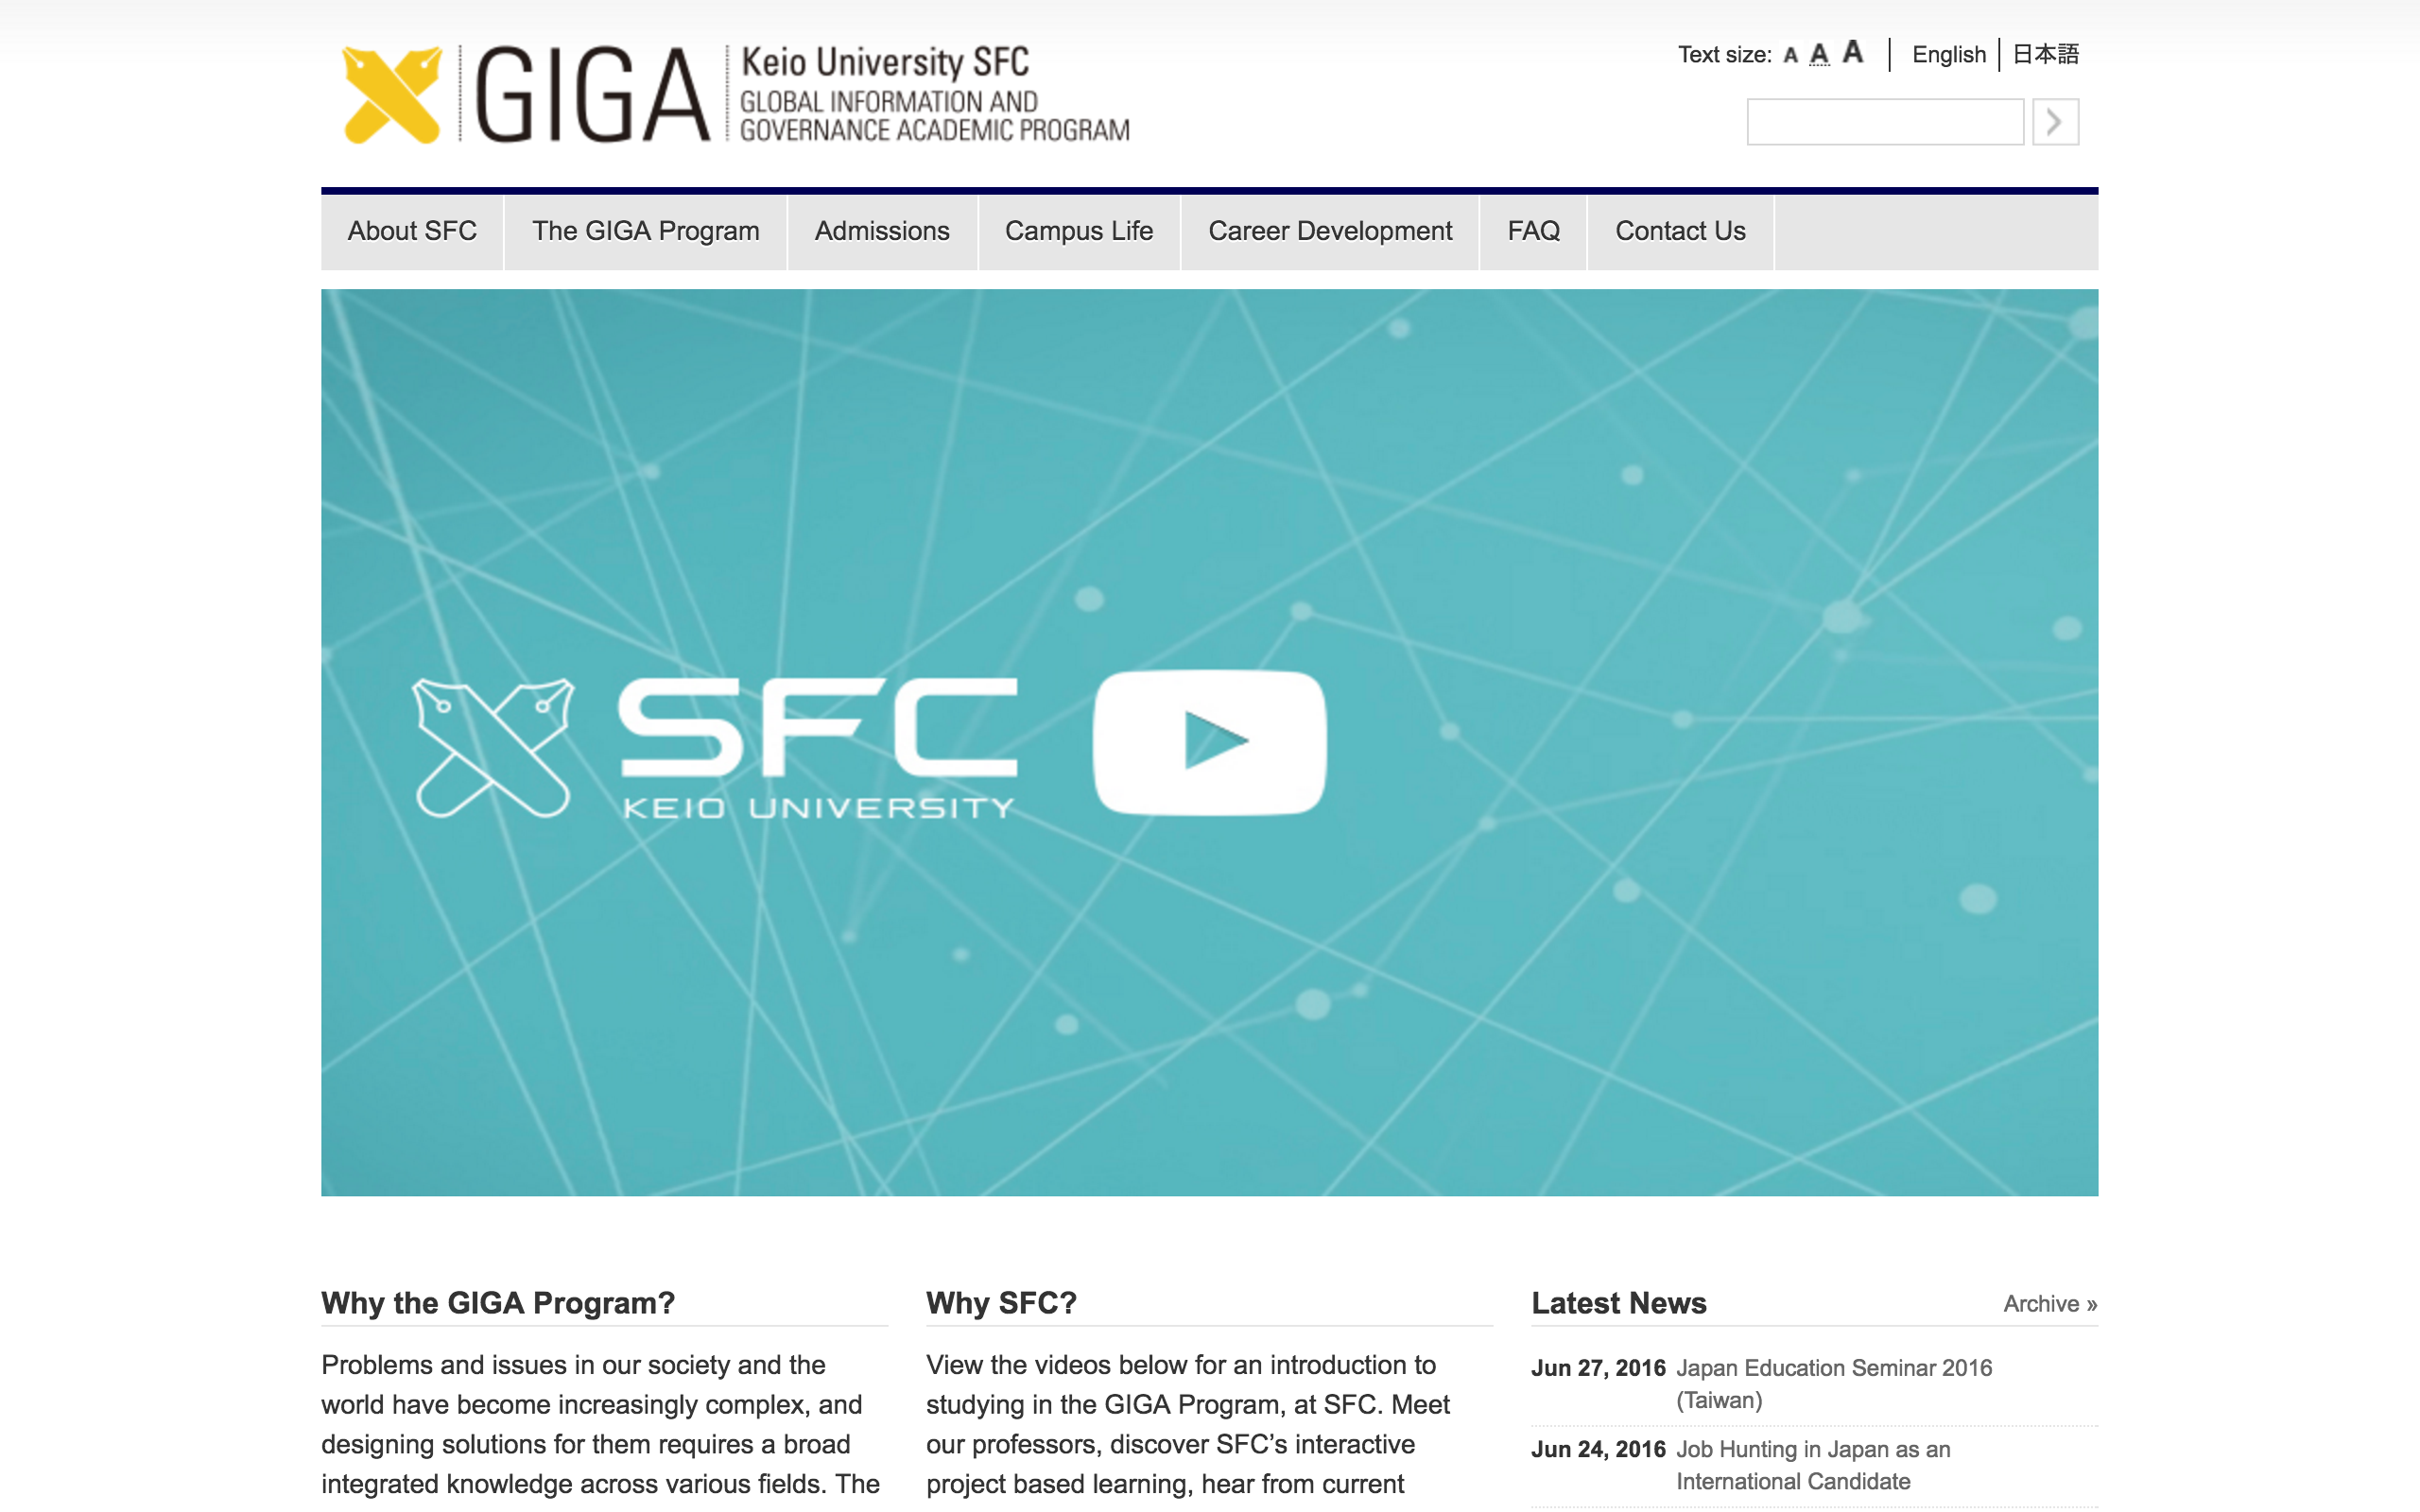 GIGA
Keio University SFC
GLOBAL INFORMATION AND
GOVERNANCE ACADEMIC PROGRAM
Text size: A A A
English
日本語
About SFC
The GIGA Program
Admissions
Campus Life
Career Development
FAQ
Contact Us
SFC
KEIO UNIVERSITY
Why the GIGA Program?
Problems and issues in our society and the
world have become increasingly complex, and
designing solutions for them requires a broad
integrated knowledge across various fields. The
Why SFC?
View the videos below for an introduction to
studying in the GIGA Program, at SFC. Meet
our professors, discover SFC’s interactive
project based learning, hear from current
Latest News
Archive »
Jun 27, 2016 Japan Education Seminar 2016
(Taiwan)
Jun 24, 2016 Job Hunting in Japan as an
International Candidate